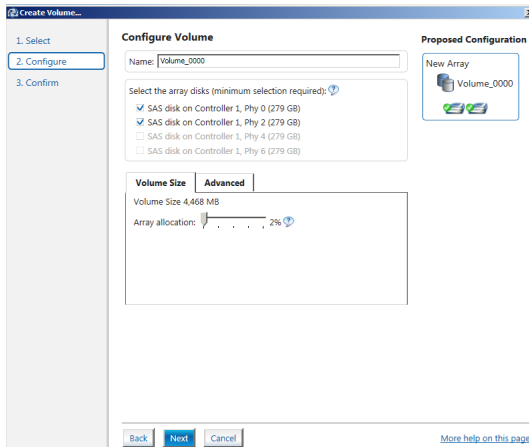 Create Volume...
1. Select
2. Configure
3. Confirm
Configure Volume
Name: Volume_0000
Select the array disks (minimum selection required):
SAS disk on Controller 1, Phy 0 (279 GB)
SAS disk on Controller 1, Phy 2 (279 GB)
SAS disk on Controller 1, Phy 4 (279 GB)
SAS disk on Controller 1, Phy 6 (279 GB)
Volume Size Advanced
Volume Size 4,468 MB
Array allocation: 2%
Proposed Configuration
New Array
Volume_0000
Back Next Cancel
More help on this page